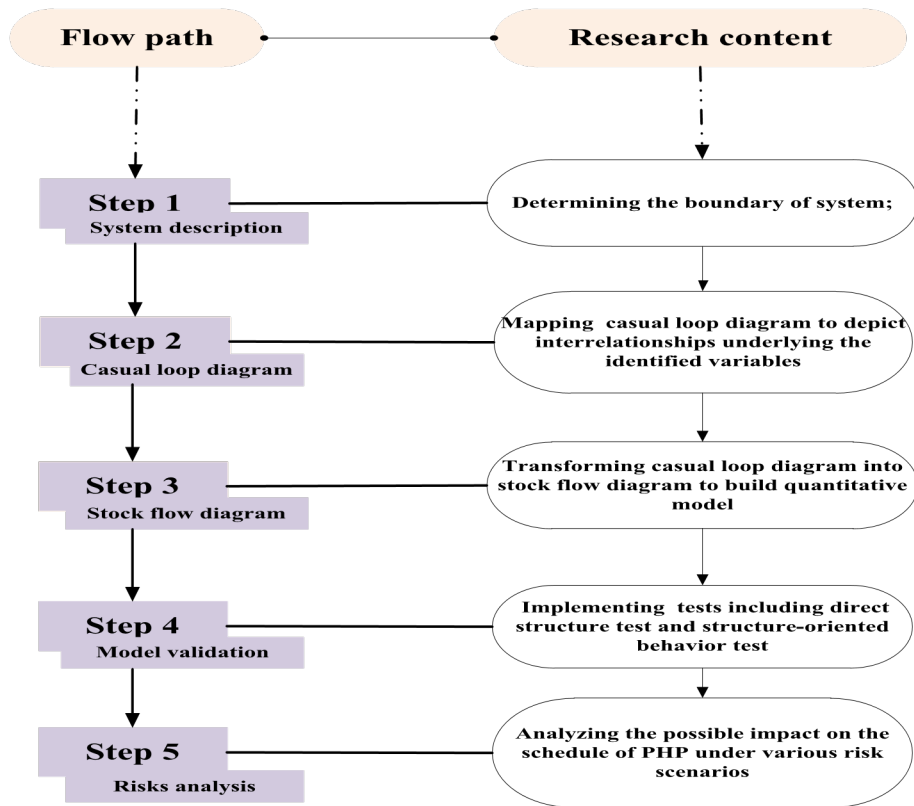 Flow path
Research content
Step 1
System description
Determining the boundary of system;
Step 2
Casual loop diagram
Mapping casual loop diagram to depict
interrelationships underlying the
identified variables
Step 3
Stock flow diagram
Transforming casual loop diagram into
stock flow diagram to build quantitative
model
Step 4
Model validation
Implementing tests including direct
structure test and structure-oriented
behavior test
Step 5
Risks analysis
Analyzing the possible impact on the
schedule of PHP under various risk
scenarios